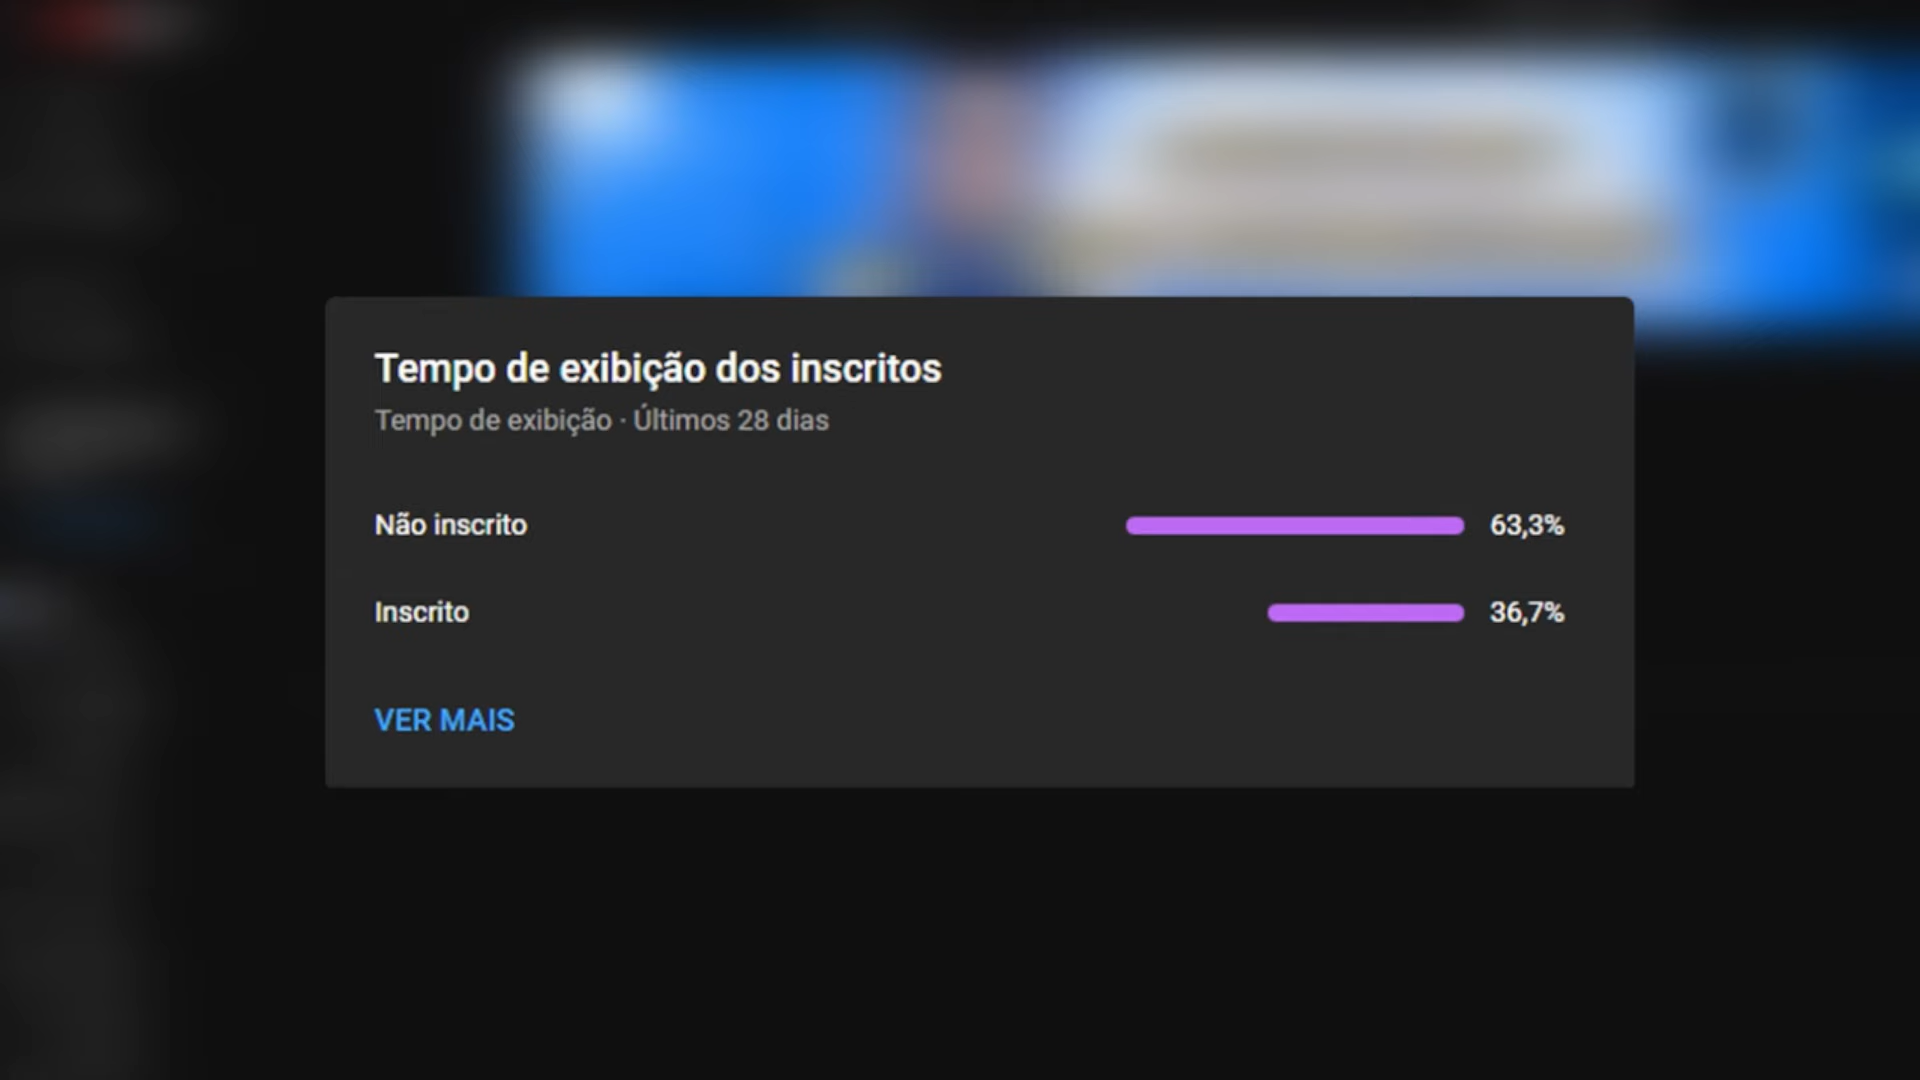 Tempo de exibição dos inscritos
Tempo de exibição · Últimos 28 dias
Não inscrito 63,3%
Inscrito 36,7%
VER MAIS